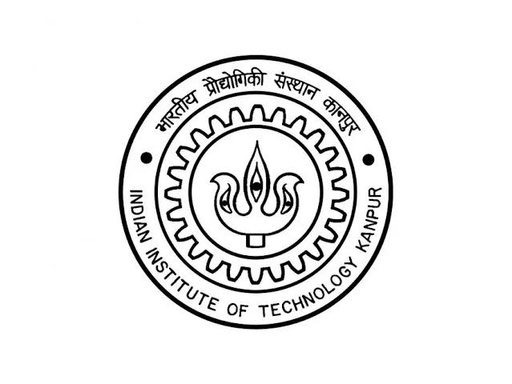 भारतीय प्रौद्योगिकी संस्थान कानपुर
INDIAN INSTITUTE OF TECHNOLOGY KANPUR